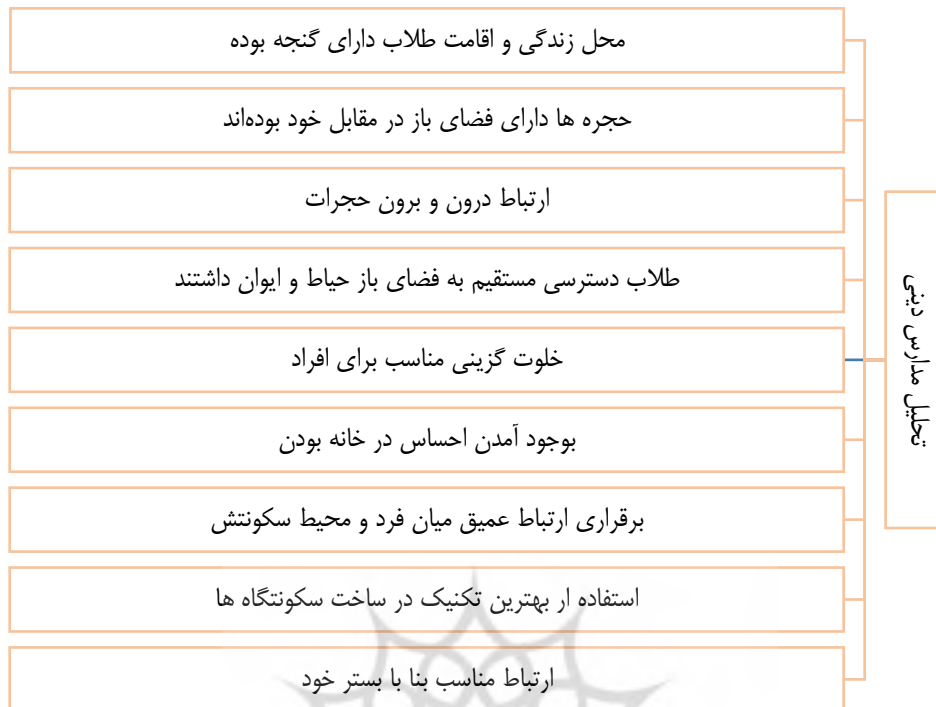 تحلیل مدارس دینی
محل زندگی و اقامت طلاب دارای گنجه بوده
حجره ها دارای فضای باز در مقابل خود بوده‌اند
ارتباط درون و برون حجرات
طلاب دسترسی مستقیم به فضای باز حیاط و ایوان داشتند
خلوت گزینی مناسب برای افراد
بوجود آمدن احساس در خانه بودن
برقراری ارتباط عمیق میان فرد و محیط سکونتش
استفاده ار بهترین تکنیک در ساخت سکونتگاه ها
ارتباط مناسب بنا با بستر خود